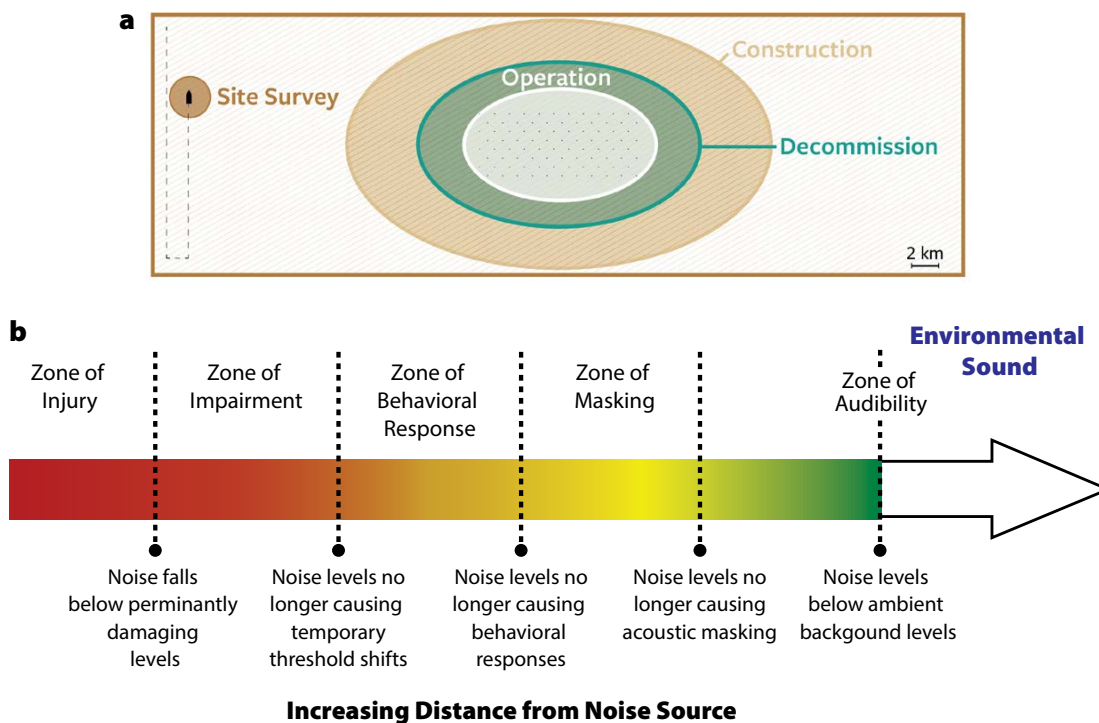 a
Construction
Operation
Site Survey
Decommission
2 km
b
Environmental
Sound
Zone of
Injury
Zone of
Impairment
Zone of
Behavioral
Response
Zone of
Masking
Zone of
Audibility
Noise falls
below perminantly
damaging
levels
Noise levels no
longer causing
temporary
threshold shifts
Noise levels no
longer causing
behavioral
responses
Noise levels no
longer causing
acoustic masking
Noise levels
below ambient
backgound levels
Increasing Distance from Noise Source